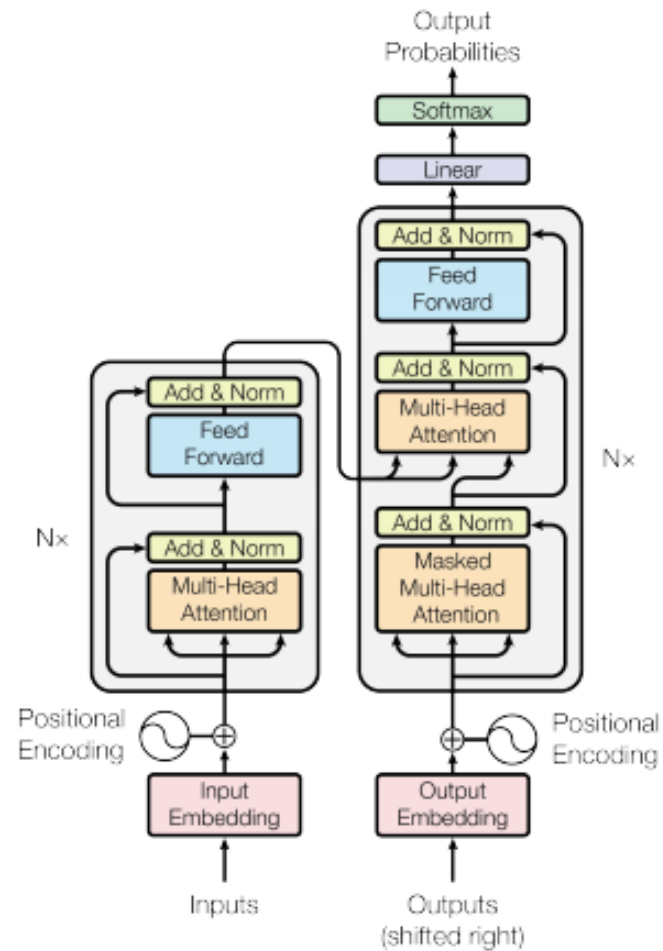 Output
Probabilities
Softmax
Linear
Add & Norm
Feed
Forward
Add & Norm
Multi-Head
Attention
Add & Norm
Masked
Multi-Head
Attention
Nx
Add & Norm
Feed
Forward
Add & Norm
Multi-Head
Attention
Nx
Positional
Encoding
Positional
Encoding
Input
Embedding
Output
Embedding
Inputs
Outputs
(shifted right)